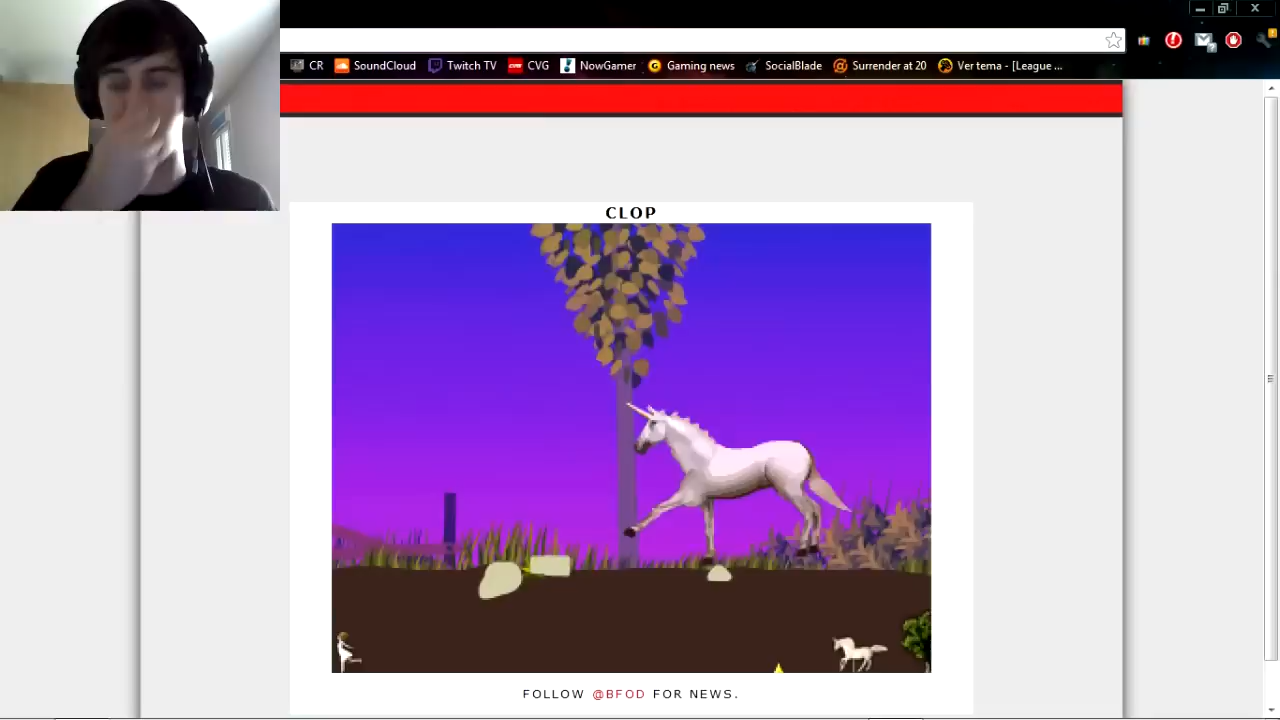 CR SoundCloud Twitch TV CVG NowGamer Gaming news SocialBlade Surrender at 20 Ver tema - [League ...
CLOP
FOLLOW @BFOD FOR NEWS.